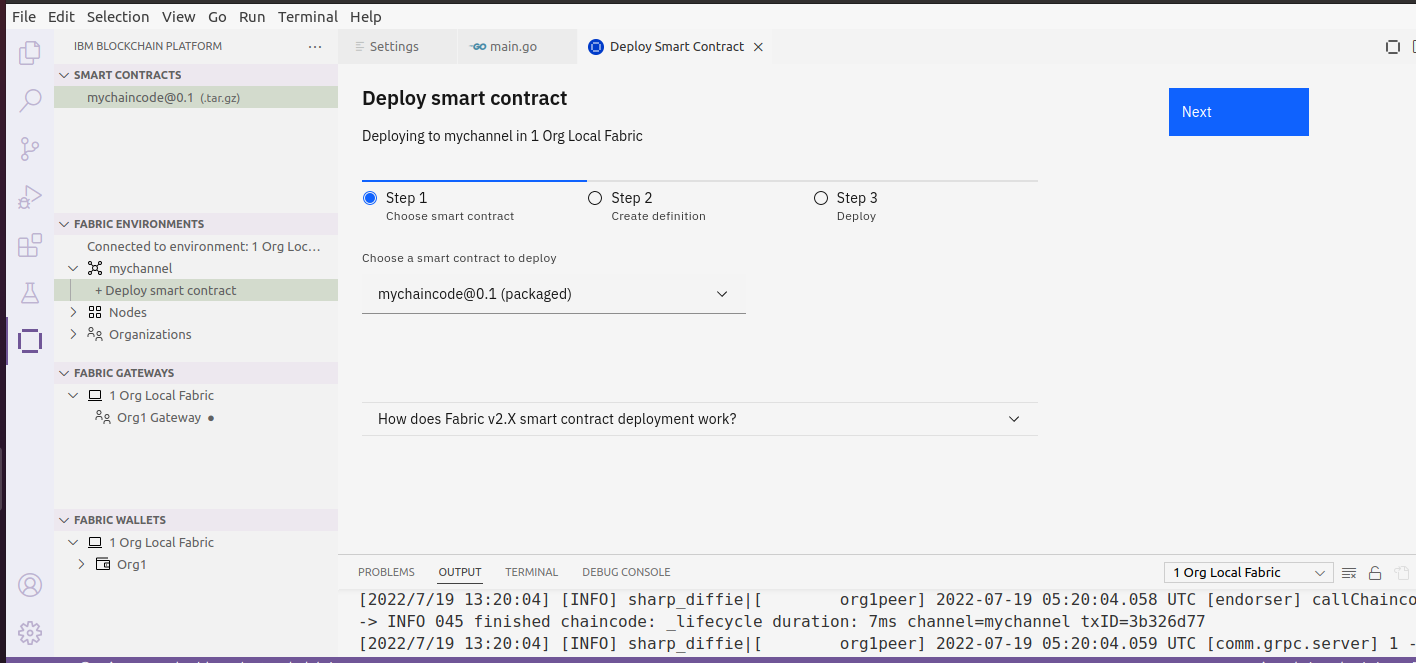 File Edit Selection View Go Run Terminal Help
IBM BLOCKCHAIN PLATFORM ...
SMART CONTRACTS
mychaincode@0.1 (.tar.gz)
FABRIC ENVIRONMENTS
Connected to environment: 1 Org Loc...
mychannel
+ Deploy smart contract
Nodes
Organizations
FABRIC GATEWAYS
1 Org Local Fabric
Org1 Gateway ●
FABRIC WALLETS
1 Org Local Fabric
Org1
Settings
GO main.go
Deploy Smart Contract
Deploy smart contract
Next
Deploying to mychannel in 1 Org Local Fabric
Step 1
Choose smart contract
Step 2
Create definition
Step 3
Deploy
Choose a smart contract to deploy
mychaincode@0.1 (packaged)
How does Fabric v2.X smart contract deployment work?
PROBLEMS OUTPUT TERMINAL DEBUG CONSOLE
1 Org Local Fabric
[2022/7/19 13:20:04] [INFO] sharp_diffie|[ org1peer] 2022-07-19 05:20:04.058 UTC [endorser] callChainco
-> INFO 045 finished chaincode: _lifecycle duration: 7ms channel=mychannel txID=3b326d77
[2022/7/19 13:20:04] [INFO] sharp_diffie|[ org1peer] 2022-07-19 05:20:04.059 UTC [comm.grpc.server] 1 -